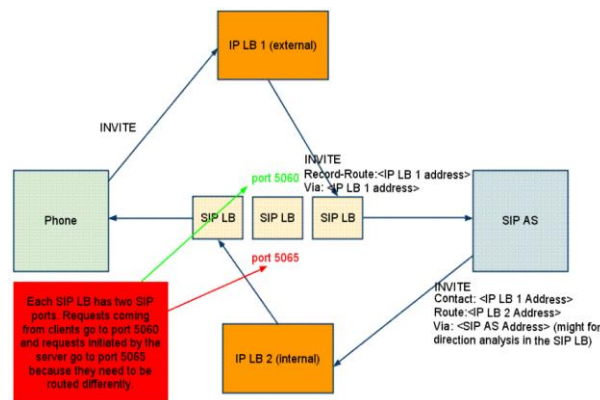 IP LB 1 (external)
INVITE
INVITE
Record-Route:<IP LB 1 address>
Via: <IP LB 1 address>
port 5060
Phone
SIP LB
SIP LB
SIP LB
SIP AS
port 5065
Each SIP LB has two SIP
ports. Requests coming
from clients go to port 5060
and requests initiated by the
server go to port 5065
because they need to be
routed differently.
INVITE
Contact: <IP LB 1 Address>
Route:<IP LB 2 Address>
Via: <SIP AS Address> (might for
direction analysis in the SIP LB)
IP LB 2 (internal)